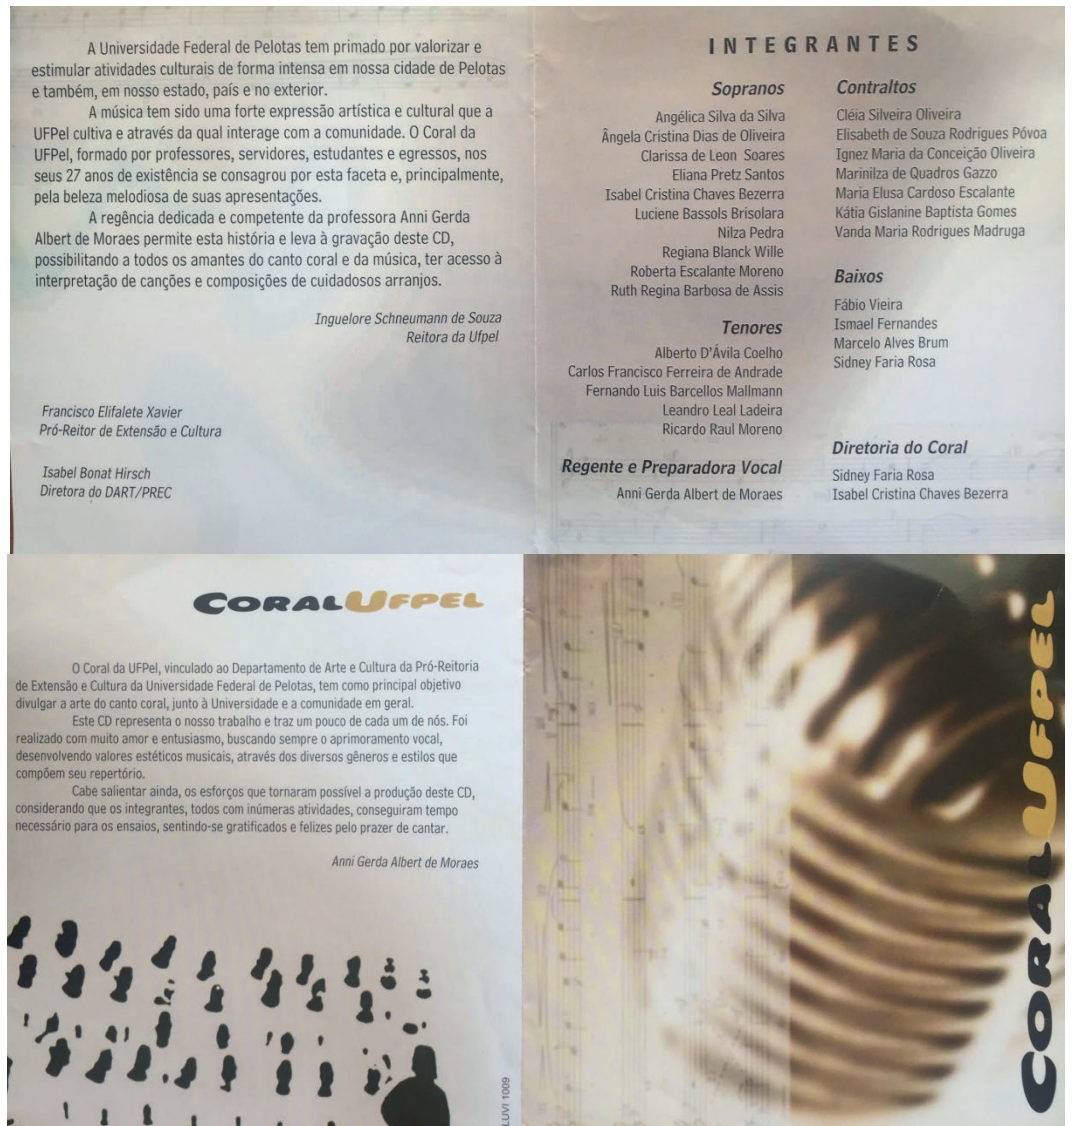 A Universidade Federal de Pelotas tem primado por valorizar e
estimular atividades culturais de forma intensa em nossa cidade de Pelotas
e também, em nosso estado, país e no exterior.
A música tem sido uma forte expressão artística e cultural que a
UFPel cultiva e através da qual interage com a comunidade. O Coral da
UFPel, formado por professores, servidores, estudantes e egressos, nos
seus 27 anos de existência se consagrou por esta faceta e, principalmente,
pela beleza melodiosa de suas apresentações.
A regência dedicada e competente da professora Anni Gerda
Albert de Moraes permite esta história e leva à gravação deste CD,
possibilitando a todos os amantes do canto coral e da música, ter acesso à
interpretação de canções e composições de cuidadosos arranjos.
Inguelore Schneumann de Souza
Reitora da Ufpel
Francisco Elifalete Xavier
Pró-Reitor de Extensão e Cultura
Isabel Bonat Hirsch
Diretora do DART/PREC
INTEGRANTES
Sopranos
Angélica Silva da Silva
Ângela Cristina Dias de Oliveira
Clarissa de Leon Soares
Eliana Pretz Santos
Isabel Cristina Chaves Bezerra
Luciene Bassols Brisolara
Nilza Pedra
Regiana Blanck Wille
Roberta Escalante Moreno
Ruth Regina Barbosa de Assis
Tenores
Alberto D'Ávila Coelho
Carlos Francisco Ferreira de Andrade
Fernando Luis Barcellos Mallmann
Leandro Leal Ladeira
Ricardo Raul Moreno
Regente e Preparadora Vocal
Anni Gerda Albert de Moraes
Contraltos
Cléia Silveira Oliveira
Elisabeth de Souza Rodrigues Póvoa
Ignez Maria da Conceição Oliveira
Marinilza de Quadros Gazzo
Maria Elusa Cardoso Escalante
Kátia Gislanine Baptista Gomes
Vanda Maria Rodrigues Madruga
Baixos
Fábio Vieira
Ismael Fernandes
Marcelo Alves Brum
Sidney Faria Rosa
Diretoria do Coral
Sidney Faria Rosa
Isabel Cristina Chaves Bezerra
CORALUFPEL
O Coral da UFPel, vinculado ao Departamento de Arte e Cultura da Pró-Reitoria
de Extensão e Cultura da Universidade Federal de Pelotas, tem como principal objetivo
divulgar a arte do canto coral, junto à Universidade e a comunidade em geral.
Este CD representa o nosso trabalho e traz um pouco de cada um de nós. Foi
realizado com muito amor e entusiasmo, buscando sempre o aprimoramento vocal,
desenvolvendo valores estéticos musicais, através dos diversos gêneros e estilos que
compõem seu repertório.
Cabe salientar ainda, os esforços que tornaram possível a produção deste CD,
considerando que os integrantes, todos com inúmeras atividades, conseguiram tempo
necessário para os ensaios, sentindo-se gratificados e felizes pelo prazer de cantar.
Anni Gerda Albert de Moraes
LUVI 1009
CORALUFPEL